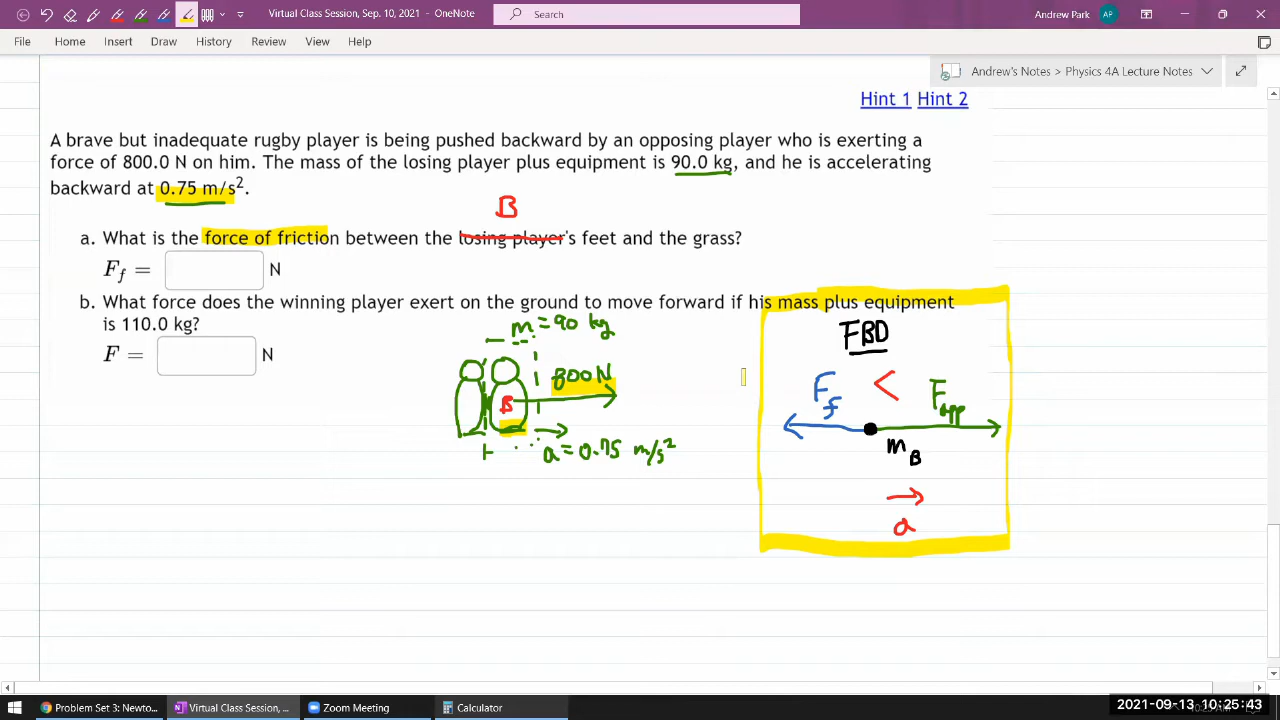 Virtual Class Session, Sep. 10, 2021 - OneNote
Search
Andrew Park
AP
File Home Insert Draw History Review View Help
Andrew's Notes > Physics 4A Lecture Notes
Hint 1 Hint 2
A brave but inadequate rugby player is being pushed backward by an opposing player who is exerting a
force of 800.0 N on him. The mass of the losing player plus equipment is 90.0 kg, and he is accelerating
backward at 0.75 m/s².
B
a. What is the force of friction between the losing player's feet and the grass?
F_f = N
b. What force does the winning player exert on the ground to move forward if his mass plus equipment
is 110.0 kg?
F = N
m = 90 kg
800N
B
a = 0.75 m/s²
FBD
F_f < F_app
m_B
a
Problem Set 3: Newto...
Virtual Class Session,...
Zoom Meeting
Calculator
2021-09-13 10:25:43